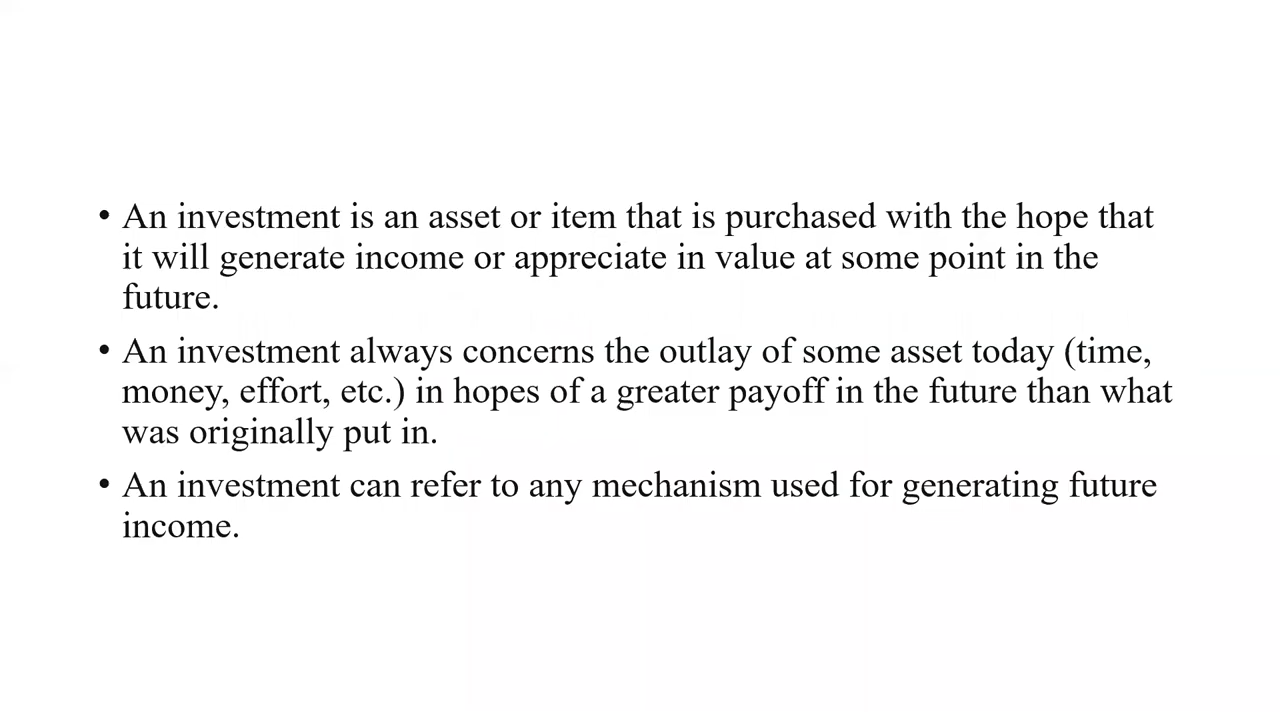 • An investment is an asset or item that is purchased with the hope that
it will generate income or appreciate in value at some point in the
future.
• An investment always concerns the outlay of some asset today (time,
money, effort, etc.) in hopes of a greater payoff in the future than what
was originally put in.
• An investment can refer to any mechanism used for generating future
income.